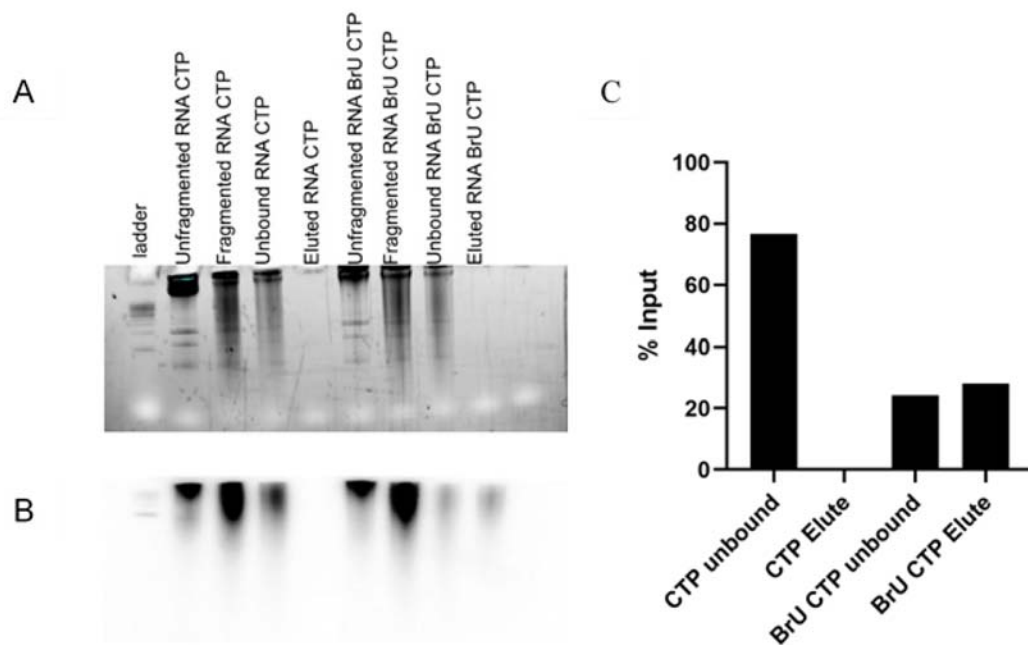 A
ladder
Unfragmented RNA CTP
Fragmented RNA CTP
Unbound RNA CTP
Eluted RNA CTP
Unfragmented RNA BrU CTP
Fragmented RNA BrU CTP
Unbound RNA BrU CTP
Eluted RNA BrU CTP
B
C
% Input
100
80
60
40
20
0
CTP unbound
CTP Elute
BrU CTP unbound
BrU CTP Elute